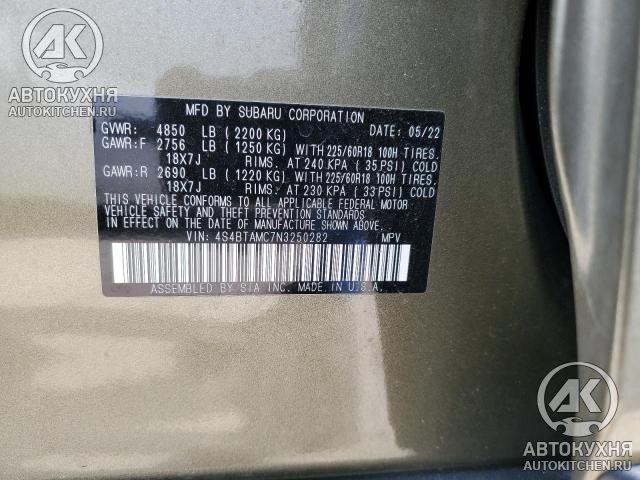 АК
АВТОКУХНЯ
AUTOKITCHEN.RU
MFD BY SUBARU CORPORATION
GVWR: 4850 LB (2200 KG) DATE: 05/22
GAWR:F 2756 LB (1250 KG) WITH 225/60R18 100H TIRES.
18X7J RIMS. AT 240 KPA (35 PSI) COLD
GAWR:R 2690 LB (1220 KG) WITH 225/60R18 100H TIRES.
18X7J RIMS. AT 230 KPA (33 PSI) COLD
THIS VEHICLE CONFORMS TO ALL APPLICABLE FEDERAL MOTOR
VEHICLE SAFETY AND THEFT PREVENTION STANDARDS IN EFFECT
ON THE DATE OF MANUFACTURE SHOWN ABOVE.
VIN: 4S4BTAMC7N3250282 MPV
ASSEMBLED BY SIA INC. MADE IN U.S.A.
АК
АВТОКУХНЯ
AUTOKITCHEN.RU